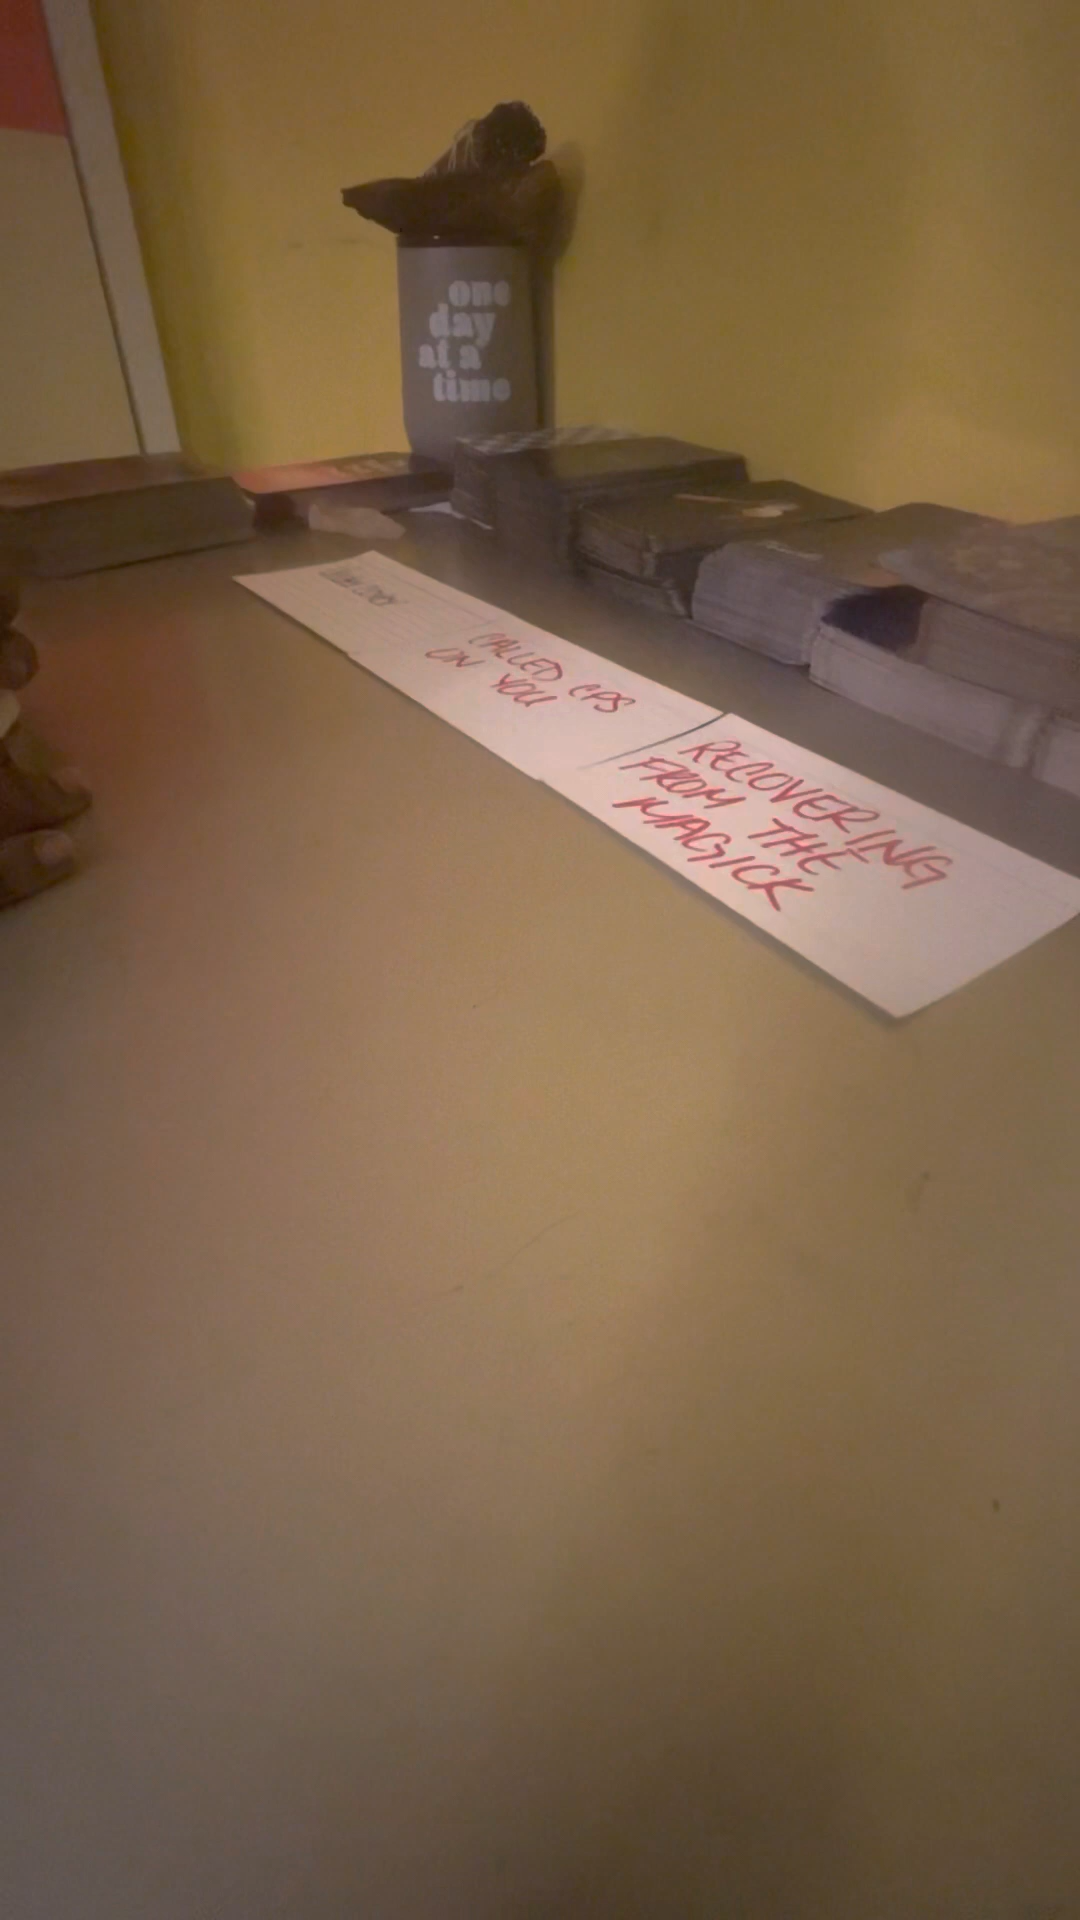 one
day
at a
time
CALLED CPS
ON YOU
RECOVERING
FROM THE
MAGICK